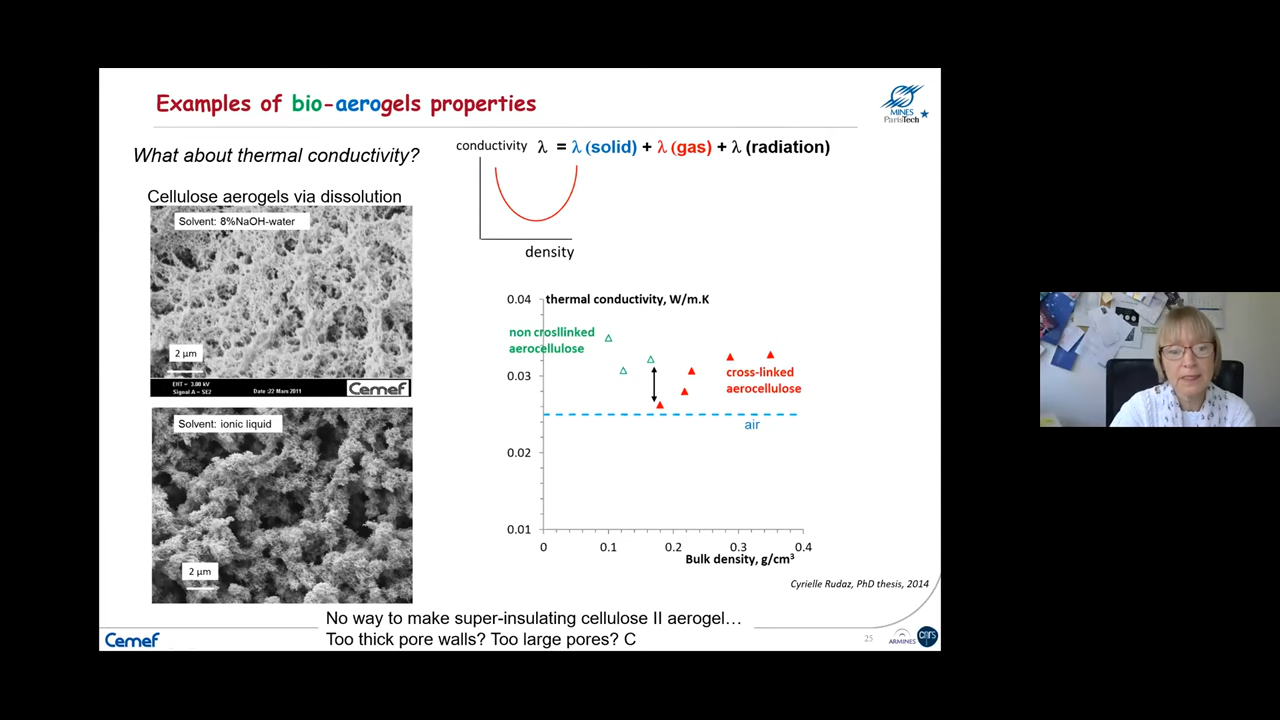 Examples of bio-aerogels properties
MINES
ParisTech
What about thermal conductivity?
conductivity
λ = λ (solid) + λ (gas) + λ (radiation)
density
Cellulose aerogels via dissolution
Solvent: 8%NaOH-water
2 µm
EHT = 3.00 kV
Signal A = SE2
Date :22 Mars 2011
Cemef
Solvent: ionic liquid
2 µm
thermal conductivity, W/m.K
0.04
0.03
0.02
0.01
non crosllinked
aerocellulose
cross-linked
aerocellulose
air
0 0.1 0.2 0.3 0.4
Bulk density, g/cm³
Cyrielle Rudaz, PhD thesis, 2014
No way to make super-insulating cellulose II aerogel…
Too thick pore walls? Too large pores? C
Cemef
25
ARMINES
cnrs